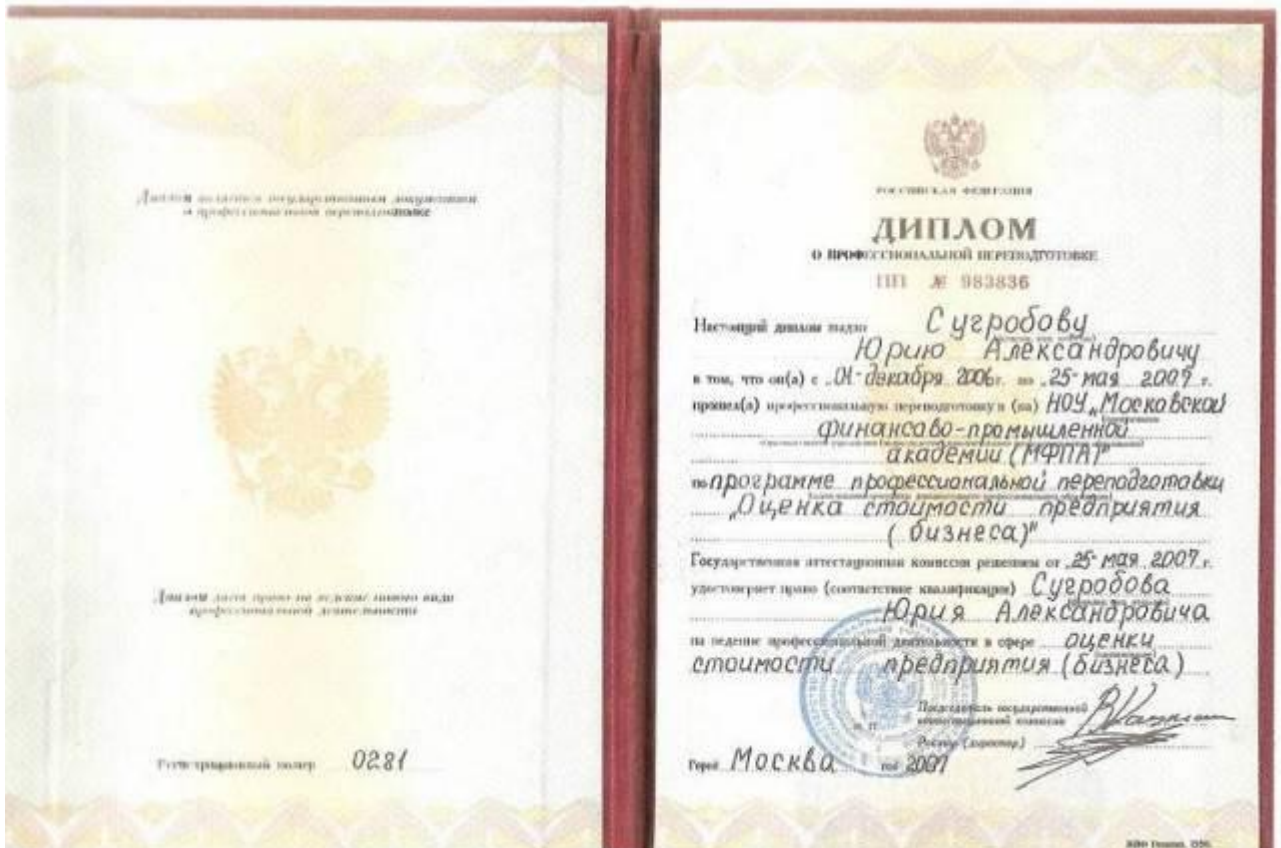 Диплом является государственным документом
о профессиональной переподготовке
Диплом дает право на ведение нового вида
профессиональной деятельности
Регистрационный номер 0281
РОССИЙСКАЯ ФЕДЕРАЦИЯ
ДИПЛОМ
О ПРОФЕССИОНАЛЬНОЙ ПЕРЕПОДГОТОВКЕ
ПП № 983836
Настоящий диплом выдан Сугробову
Юрию Александровичу
в том, что он(а) с „01" декабря 2006 г. по „25" мая 2007 г.
прошел(а) профессиональную переподготовку в (на) НОУ „Московской
финансово-промышленной
академии (МФПА)"
по программе профессиональной переподготовки
„Оценка стоимости предприятия
(бизнеса)"
Государственная аттестационная комиссия решением от „25" мая 2007 г.
удостоверяет право (соответствие квалификации) Сугробова
Юрия Александровича
на ведение профессиональной деятельности в сфере оценки
стоимости предприятия (бизнеса)
Председатель государственной
аттестационной комиссии
М. П.
Ректор (директор)
Город Москва год 2007